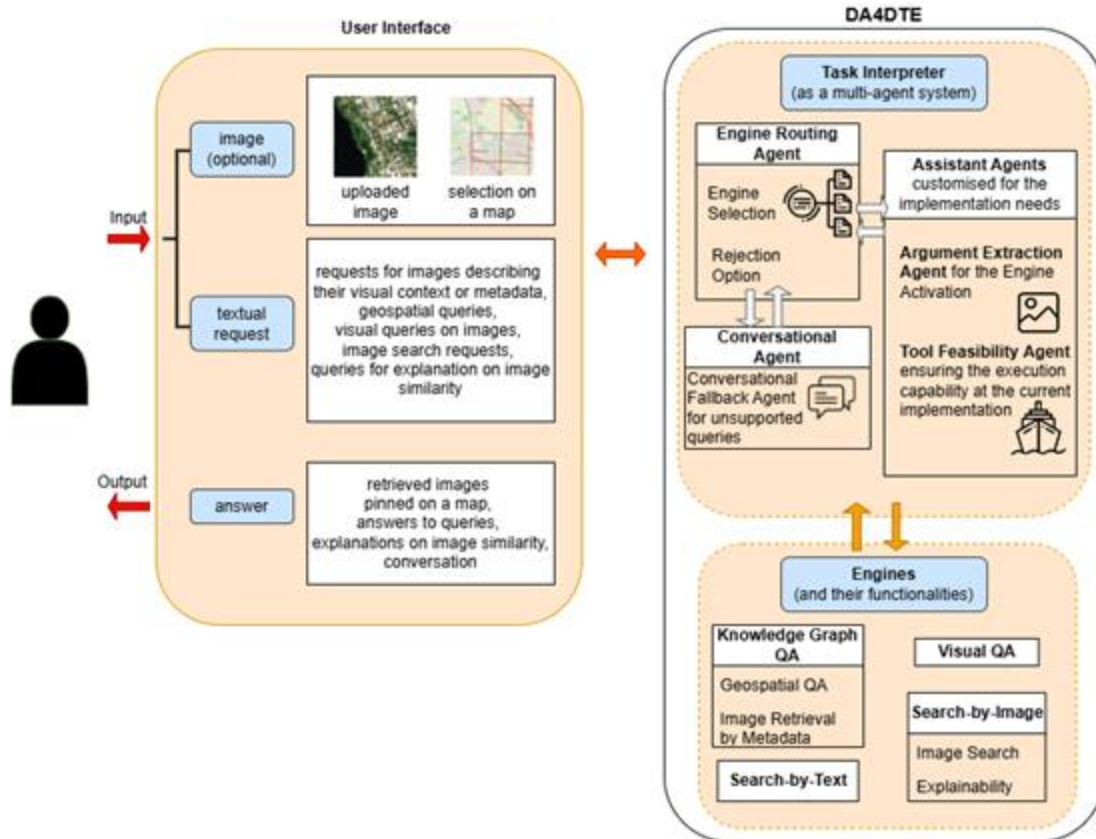 User Interface
image
(optional)
uploaded
image
selection on
a map
Input
textual
request
requests for images describing
their visual context or metadata,
geospatial queries,
visual queries on images,
image search requests,
queries for explanation on image
similarity
Output
answer
retrieved images
pinned on a map,
answers to queries,
explanations on image similarity,
conversation
DA4DTE
Task Interpreter
(as a multi-agent system)
Engine Routing
Agent
Engine
Selection
Rejection
Option
Assistant Agents
customised for the
implementation needs
Argument Extraction
Agent for the Engine
Activation
Tool Feasibility Agent
ensuring the execution
capability at the current
implementation
Conversational
Agent
Conversational
Fallback Agent
for unsupported
queries
Engines
(and their functionalities)
Knowledge Graph
QA
Geospatial QA
Image Retrieval
by Metadata
Visual QA
Search-by-Image
Image Search
Explainability
Search-by-Text